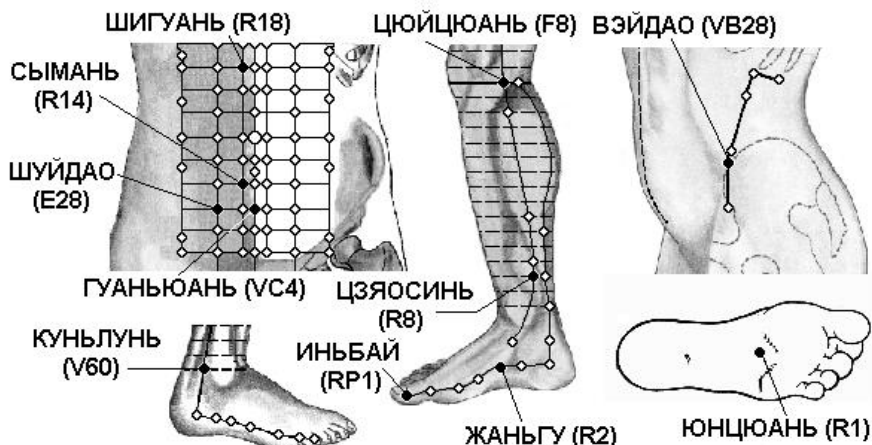 ШИГУАНЬ (R18)
ЦЮЙЦЮАНЬ (F8)
ВЭЙДАО (VB28)
СЫМАНЬ
(R14)
ШУЙДАО
(E28)
ГУАНЬЮАНЬ (VC4)
ЦЗЯОСИНЬ
(R8)
КУНЬЛУНЬ
(V60)
ИНЬБАЙ
(RP1)
ЖАНЬГУ (R2)
ЮНЦЮАНЬ (R1)